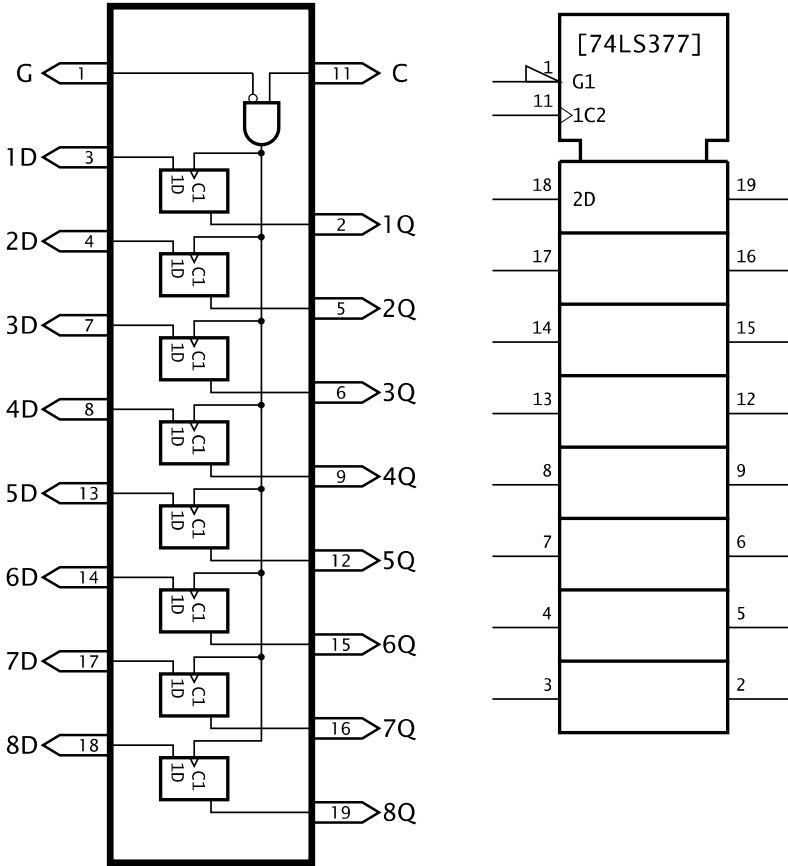 G 1 11 C
1D 3
1D C1
2 1Q
2D 4
1D C1
5 2Q
3D 7
1D C1
6 3Q
4D 8
1D C1
9 4Q
5D 13
1D C1
12 5Q
6D 14
1D C1
15 6Q
7D 17
1D C1
16 7Q
8D 18
1D C1
19 8Q
[74LS377]
1 G1
11 1C2
18 2D 19
17 16
14 15
13 12
8 9
7 6
4 5
3 2